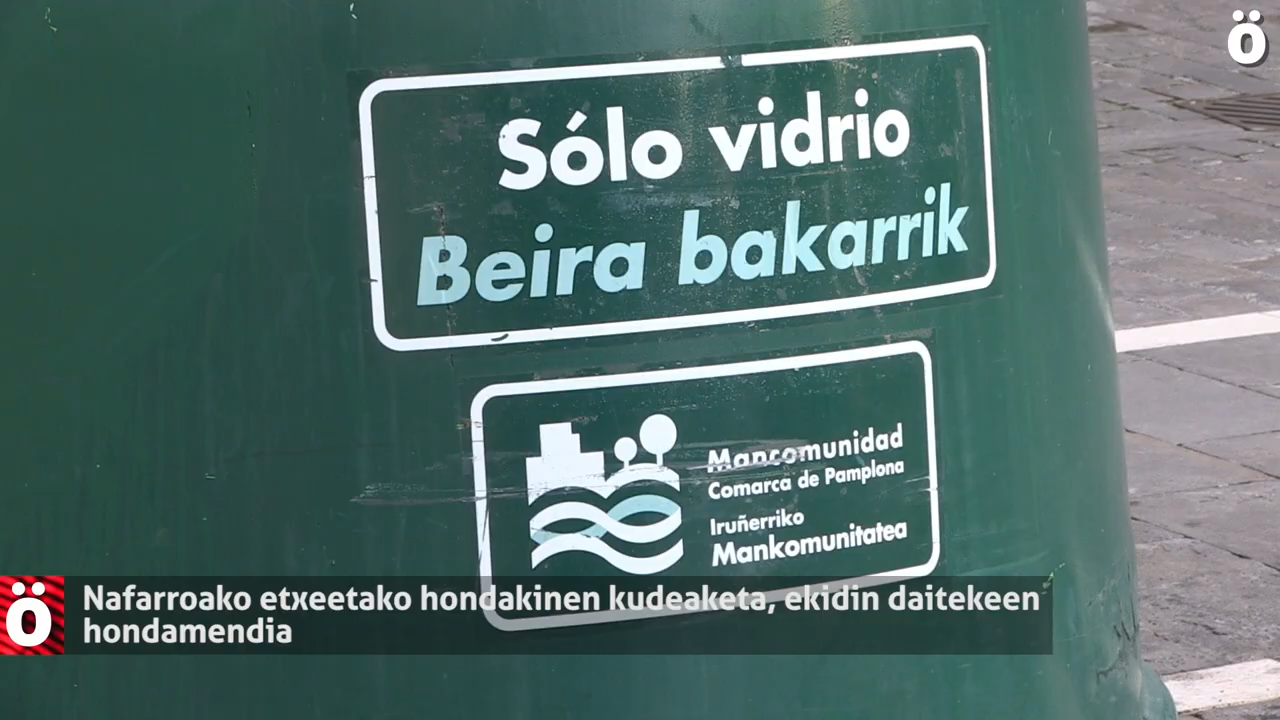 ö
Sólo vidrio
Beira bakarrik
Mancomunidad
Comarca de Pamplona
Iruñerriko
Mankomunitatea
ö
Nafarroako etxeetako hondakinen kudeaketa, ekidin daitekeen
hondamendia